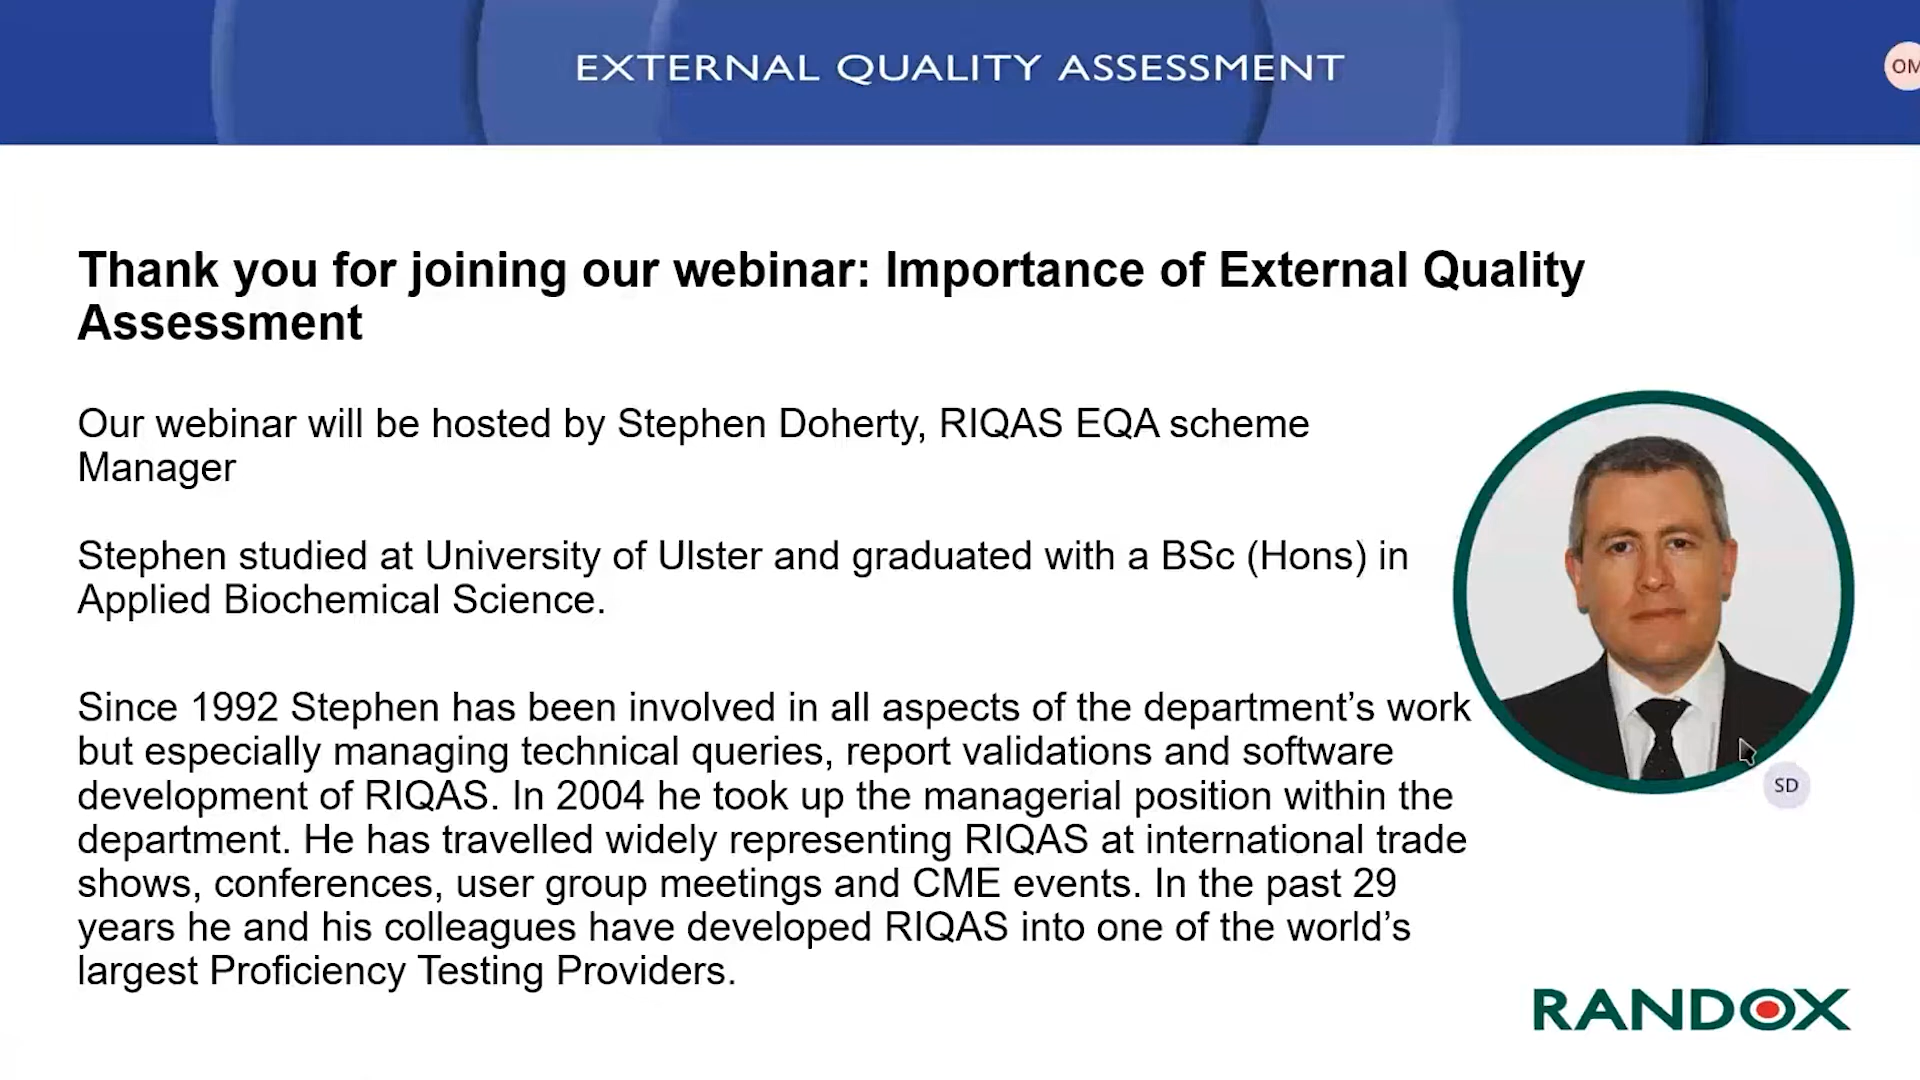 EXTERNAL QUALITY ASSESSMENT
OM
Thank you for joining our webinar: Importance of External Quality
Assessment
Our webinar will be hosted by Stephen Doherty, RIQAS EQA scheme
Manager
Stephen studied at University of Ulster and graduated with a BSc (Hons) in
Applied Biochemical Science.
Since 1992 Stephen has been involved in all aspects of the department’s work
but especially managing technical queries, report validations and software
development of RIQAS. In 2004 he took up the managerial position within the
department. He has travelled widely representing RIQAS at international trade
shows, conferences, user group meetings and CME events. In the past 29
years he and his colleagues have developed RIQAS into one of the world’s
largest Proficiency Testing Providers.
SD
RANDOX